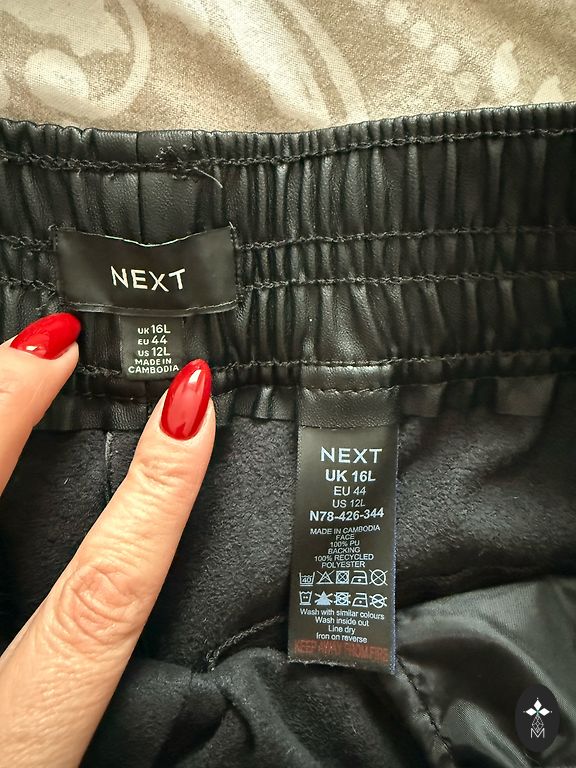 NEXT
UK 16L
EU 44
US 12L
MADE IN
CAMBODIA
NEXT
UK 16L
EU 44
US 12L
N78-426-344
MADE IN CAMBODIA
FACE
100% PU
BACKING
100% RECYCLED
POLYESTER
40
Wash with similar colours
Wash inside out
Line dry
Iron on reverse
KEEP AWAY FROM FIRE